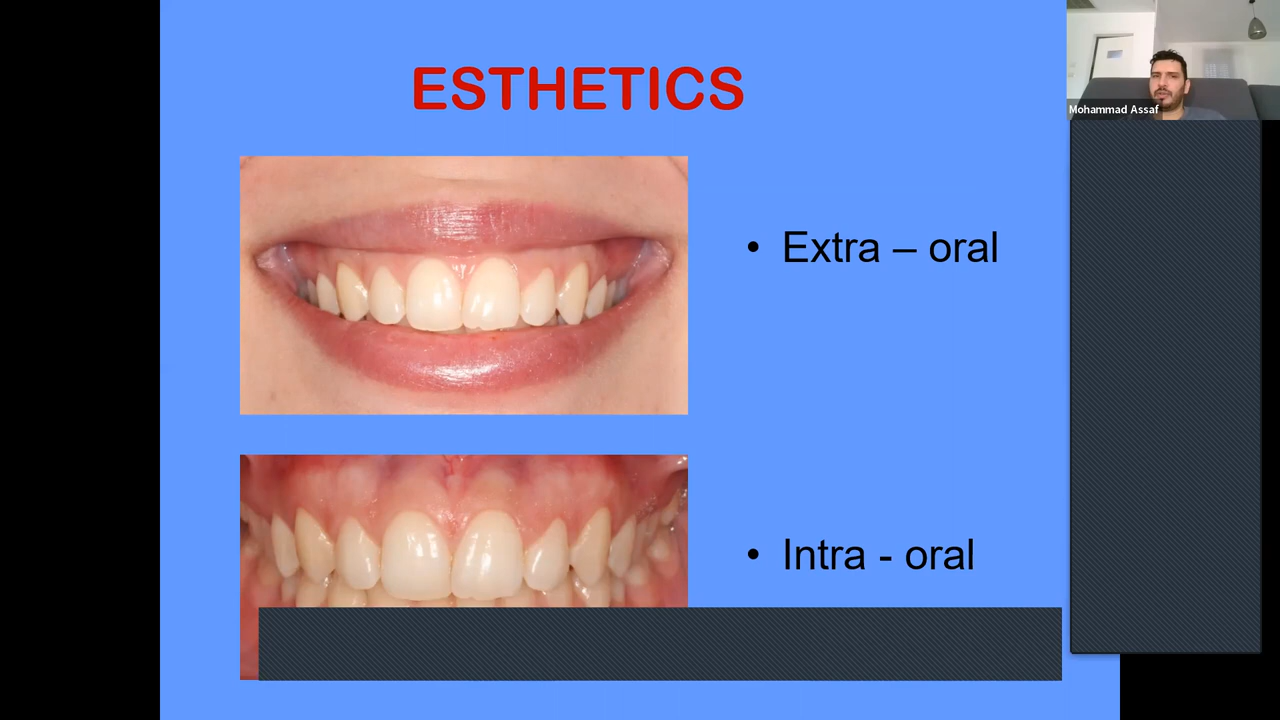 ESTHETICS
Mohammad Assaf
• Extra – oral
• Intra - oral